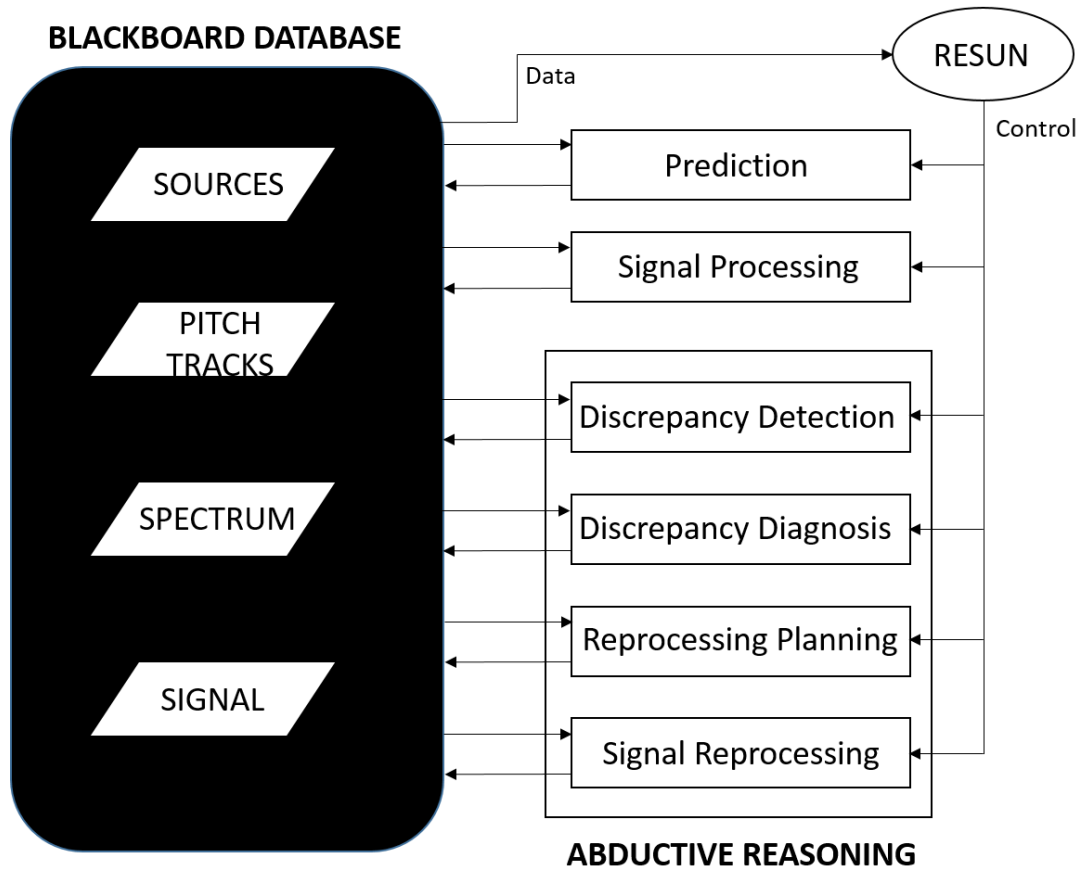 BLACKBOARD DATABASE
RESUN
Data
Control
SOURCES
Prediction
Signal Processing
PITCH
TRACKS
Discrepancy Detection
SPECTRUM
Discrepancy Diagnosis
Reprocessing Planning
SIGNAL
Signal Reprocessing
ABDUCTIVE REASONING